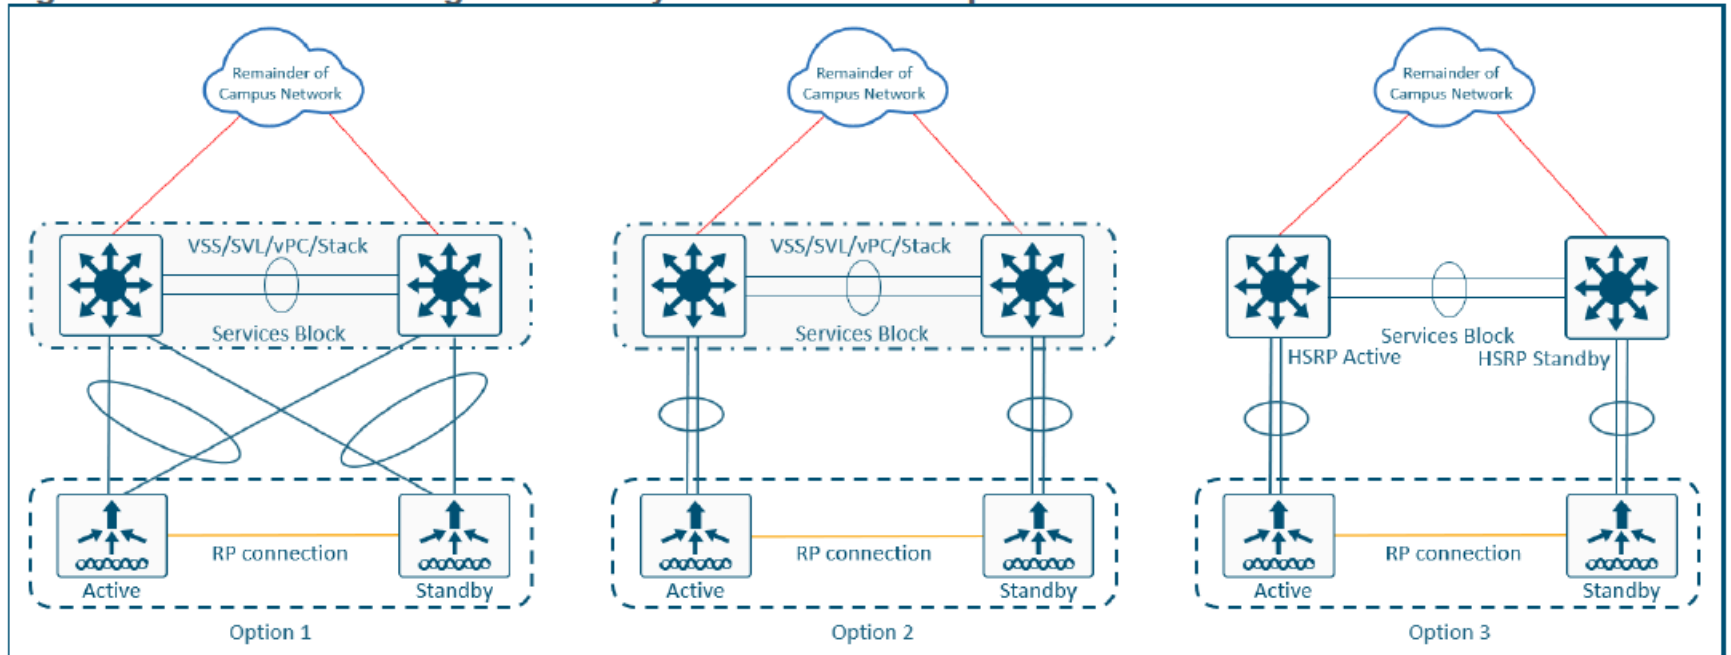 Remainder of
Campus Network
VSS/SVL/vPC/Stack
Services Block
RP connection
Active
Standby
Option 1
Remainder of
Campus Network
VSS/SVL/vPC/Stack
Services Block
RP connection
Active
Standby
Option 2
Remainder of
Campus Network
Services Block
HSRP Active
HSRP Standby
RP connection
Active
Standby
Option 3